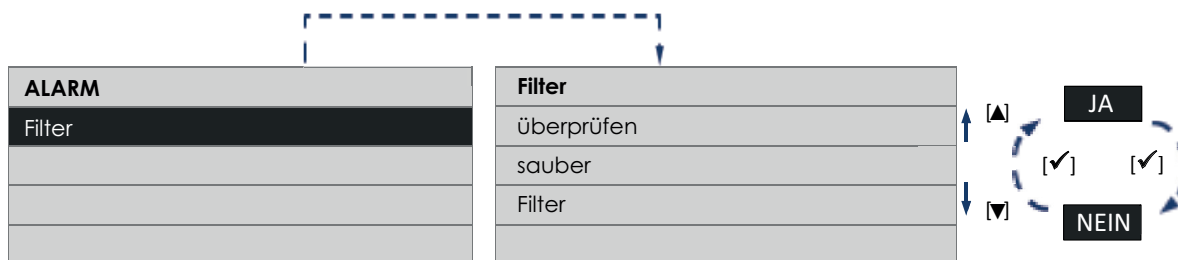 ALARM
Filter
Filter
überprüfen
sauber
Filter
[▲]
[▼]
JA
[✓] [✓]
NEIN